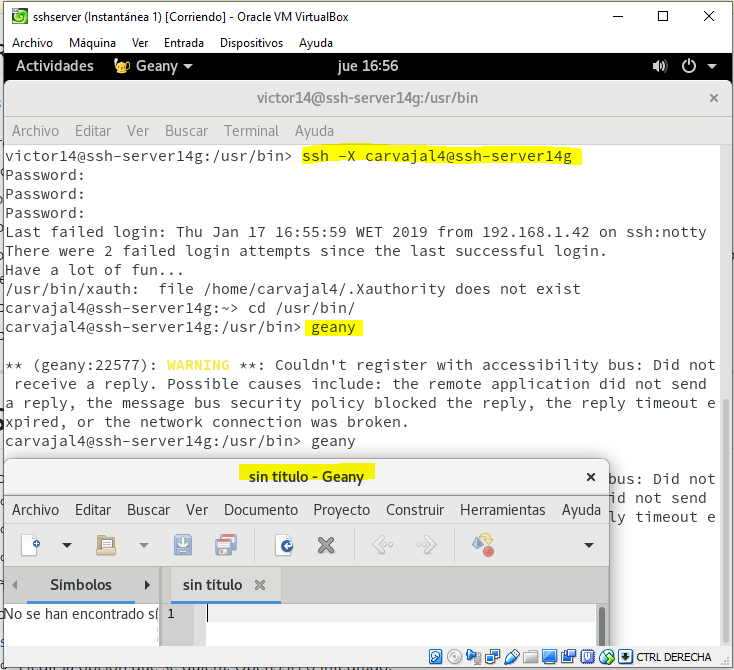 sshserver (Instantánea 1) [Corriendo] - Oracle VM VirtualBox
Archivo Máquina Ver Entrada Dispositivos Ayuda
Actividades Geany jue 16:56
victor14@ssh-server14g:/usr/bin
Archivo Editar Ver Buscar Terminal Ayuda
victor14@ssh-server14g:/usr/bin> ssh -X carvajal4@ssh-server14g
Password:
Password:
Password:
Last failed login: Thu Jan 17 16:55:59 WET 2019 from 192.168.1.42 on ssh:notty
There were 2 failed login attempts since the last successful login.
Have a lot of fun...
/usr/bin/xauth:  file /home/carvajal4/.Xauthority does not exist
carvajal4@ssh-server14g:~> cd /usr/bin/
carvajal4@ssh-server14g:/usr/bin> geany
** (geany:22577): WARNING **: Couldn't register with accessibility bus: Did not
receive a reply. Possible causes include: the remote application did not send
a reply, the message bus security policy blocked the reply, the reply timeout e
xpired, or the network connection was broken.
carvajal4@ssh-server14g:/usr/bin> geany
bus: Did not
sin título - Geany
id not send
Archivo Editar Buscar Ver Documento Proyecto Construir Herramientas Ayuda
ly timeout e
Símbolos sin título
No se han encontrado sí 1
CTRL DERECHA